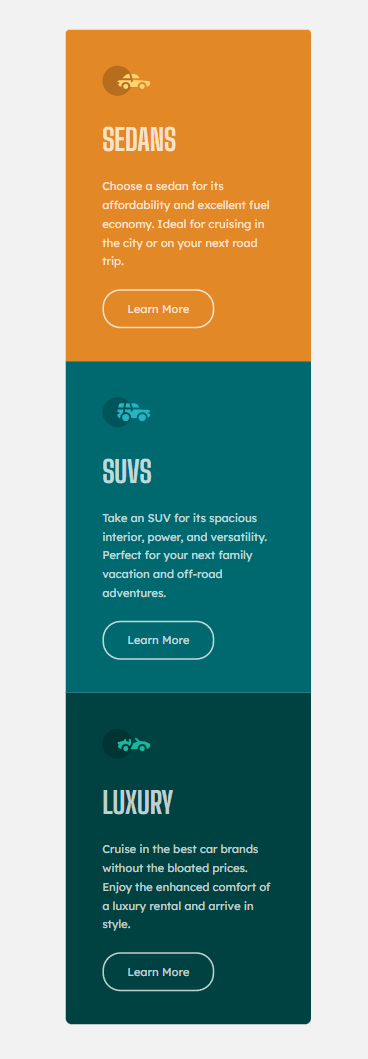 SEDANS
Choose a sedan for its
affordability and excellent fuel
economy. Ideal for cruising in
the city or on your next road
trip.
Learn More
SUVS
Take an SUV for its spacious
interior, power, and versatility.
Perfect for your next family
vacation and off-road
adventures.
Learn More
LUXURY
Cruise in the best car brands
without the bloated prices.
Enjoy the enhanced comfort of
a luxury rental and arrive in
style.
Learn More